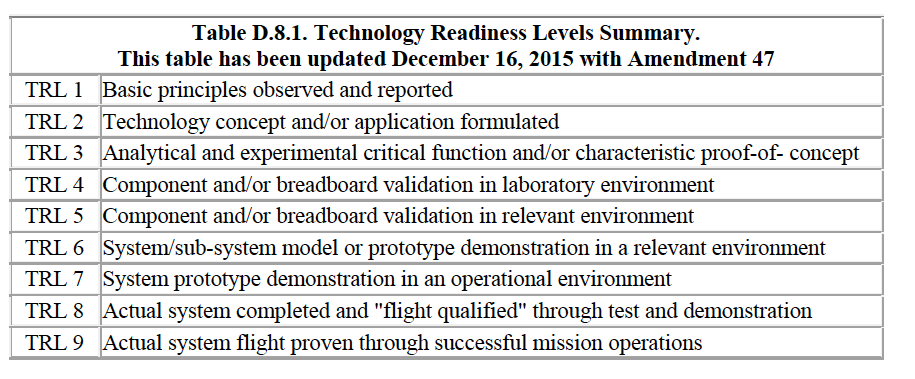 Table D.8.1. Technology Readiness Levels Summary.
This table has been updated December 16, 2015 with Amendment 47
TRL 1 Basic principles observed and reported
TRL 2 Technology concept and/or application formulated
TRL 3 Analytical and experimental critical function and/or characteristic proof-of- concept
TRL 4 Component and/or breadboard validation in laboratory environment
TRL 5 Component and/or breadboard validation in relevant environment
TRL 6 System/sub-system model or prototype demonstration in a relevant environment
TRL 7 System prototype demonstration in an operational environment
TRL 8 Actual system completed and "flight qualified" through test and demonstration
TRL 9 Actual system flight proven through successful mission operations